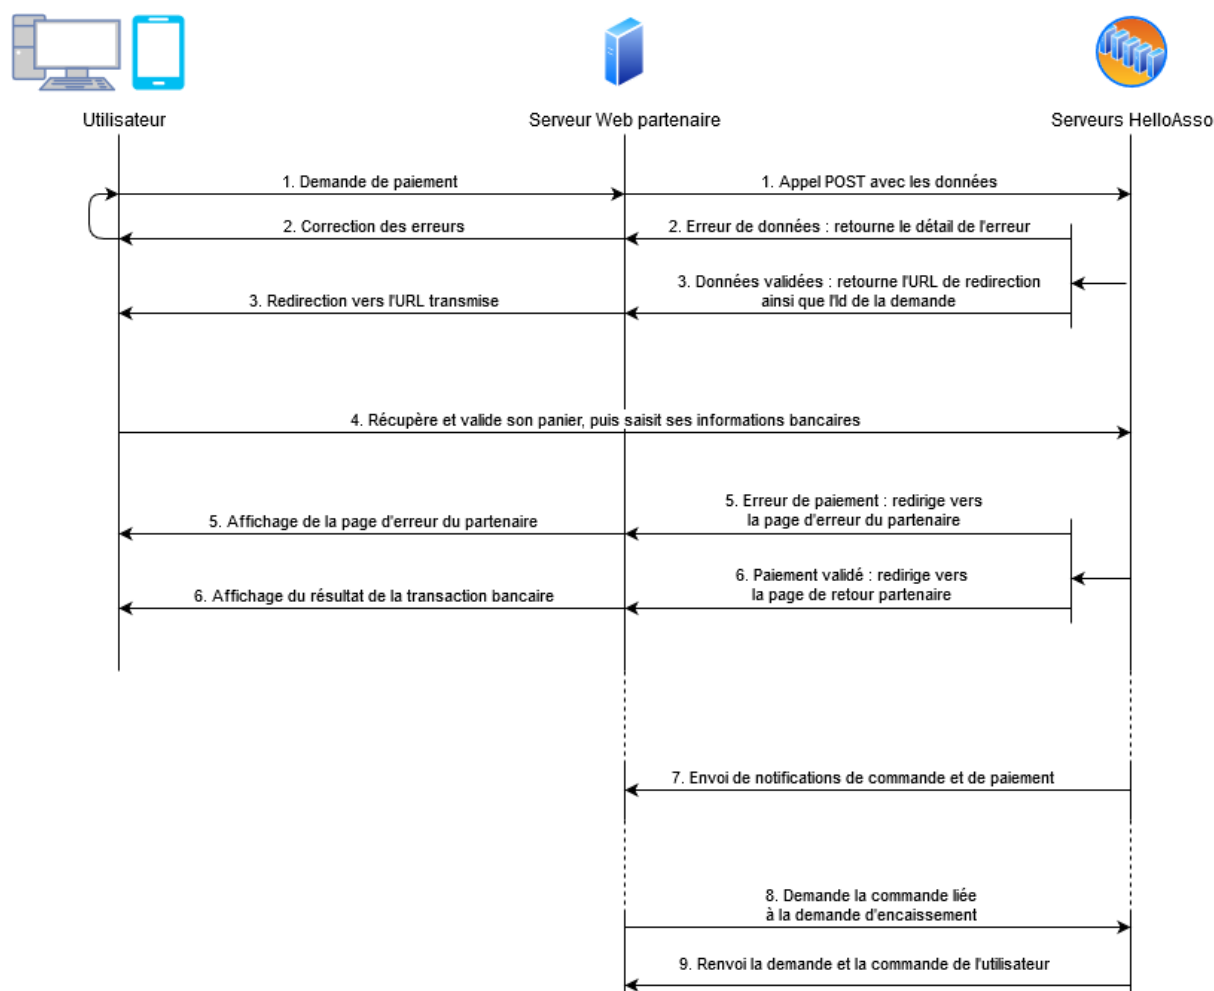 Utilisateur
Serveur Web partenaire
Serveurs HelloAsso
1. Demande de paiement
1. Appel POST avec les données
2. Correction des erreurs
2. Erreur de données : retourne le détail de l'erreur
3. Données validées : retourne l'URL de redirection
ainsi que l'Id de la demande
3. Redirection vers l'URL transmise
4. Récupère et valide son panier, puis saisit ses informations bancaires
5. Erreur de paiement : redirige vers
la page d'erreur du partenaire
5. Affichage de la page d'erreur du partenaire
6. Paiement validé : redirige vers
la page de retour partenaire
6. Affichage du résultat de la transaction bancaire
7. Envoi de notifications de commande et de paiement
8. Demande la commande liée
à la demande d'encaissement
9. Renvoi la demande et la commande de l'utilisateur